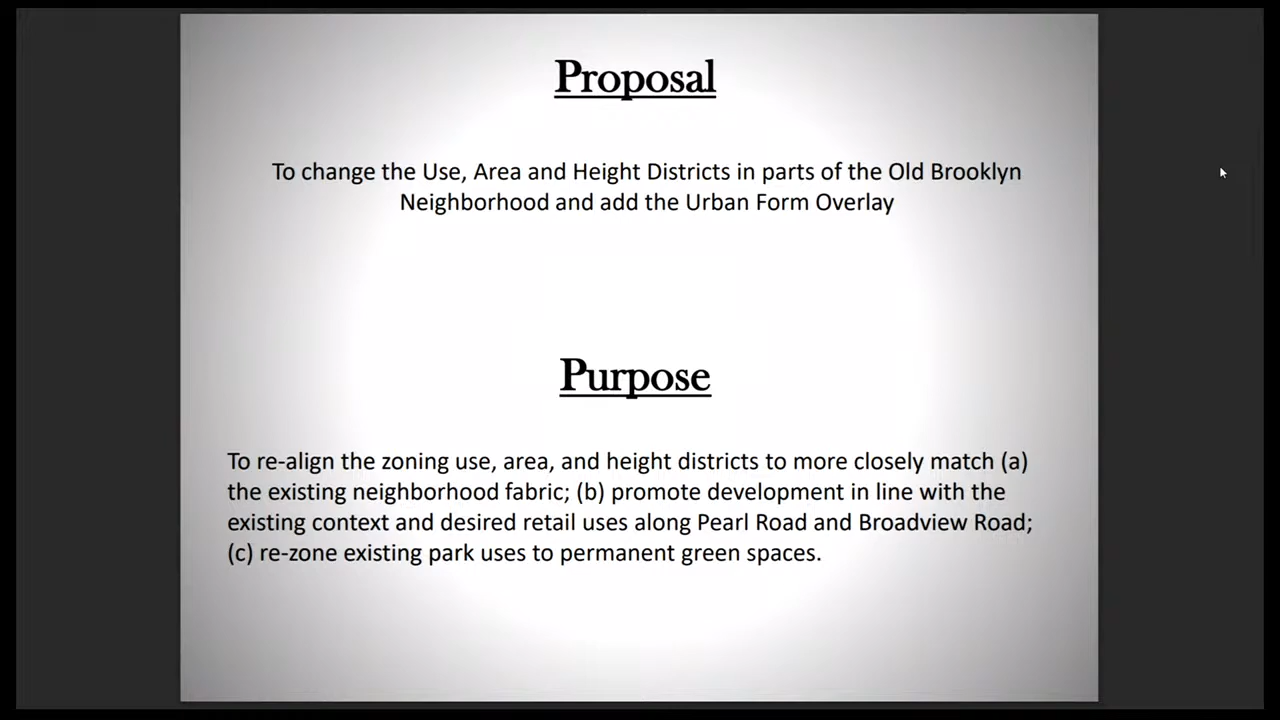 Proposal
To change the Use, Area and Height Districts in parts of the Old Brooklyn
Neighborhood and add the Urban Form Overlay
Purpose
To re-align the zoning use, area, and height districts to more closely match (a)
the existing neighborhood fabric; (b) promote development in line with the
existing context and desired retail uses along Pearl Road and Broadview Road;
(c) re-zone existing park uses to permanent green spaces.